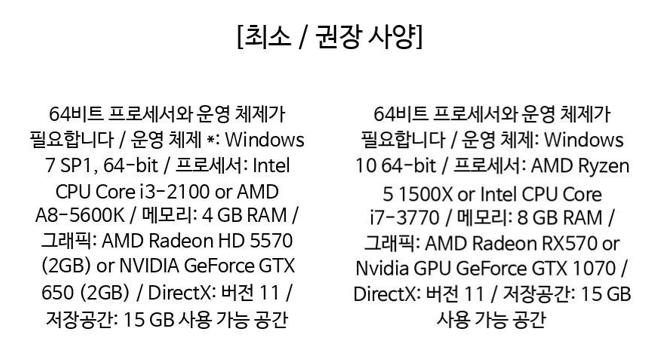 [최소 / 권장 사양]
64비트 프로세서와 운영 체제가
필요합니다 / 운영 체제 *: Windows
7 SP1, 64-bit / 프로세서: Intel
CPU Core i3-2100 or AMD
A8-5600K / 메모리: 4 GB RAM /
그래픽: AMD Radeon HD 5570
(2GB) or NVIDIA GeForce GTX
650 (2GB) / DirectX: 버전 11 /
저장공간: 15 GB 사용 가능 공간
64비트 프로세서와 운영 체제가
필요합니다 / 운영 체제: Windows
10 64-bit / 프로세서: AMD Ryzen
5 1500X or Intel CPU Core
i7-3770 / 메모리: 8 GB RAM /
그래픽: AMD Radeon RX570 or
Nvidia GPU GeForce GTX 1070 /
DirectX: 버전 11 / 저장공간: 15 GB
사용 가능 공간